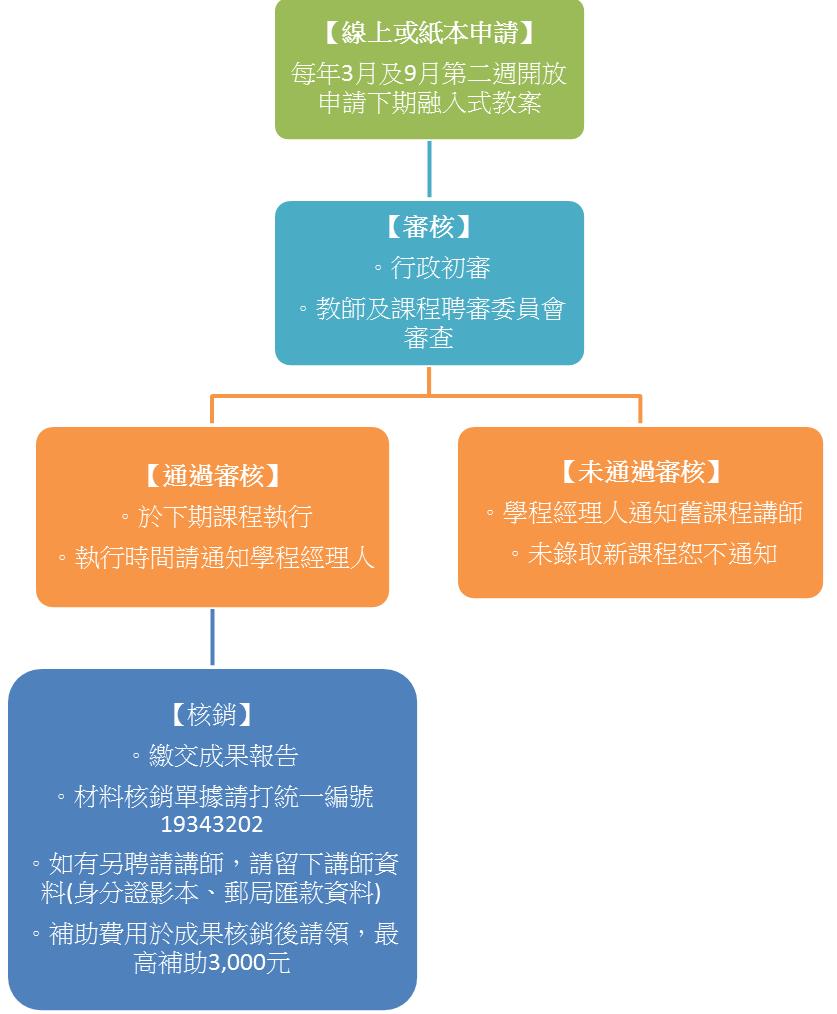 【線上或紙本申請】
每年3月及9月第二週開放
申請下期融入式教案
【審核】
。行政初審
。教師及課程聘審委員會
審查
【通過審核】
。於下期課程執行
。執行時間請通知學程經理人
【未通過審核】
。學程經理人通知舊課程講師
。未錄取新課程恕不通知
【核銷】
。繳交成果報告
。材料核銷單據請打統一編號
19343202
。如有另聘請講師，請留下講師資
料(身分證影本、郵局匯款資料)
。補助費用於成果核銷後請領，最
高補助3,000元